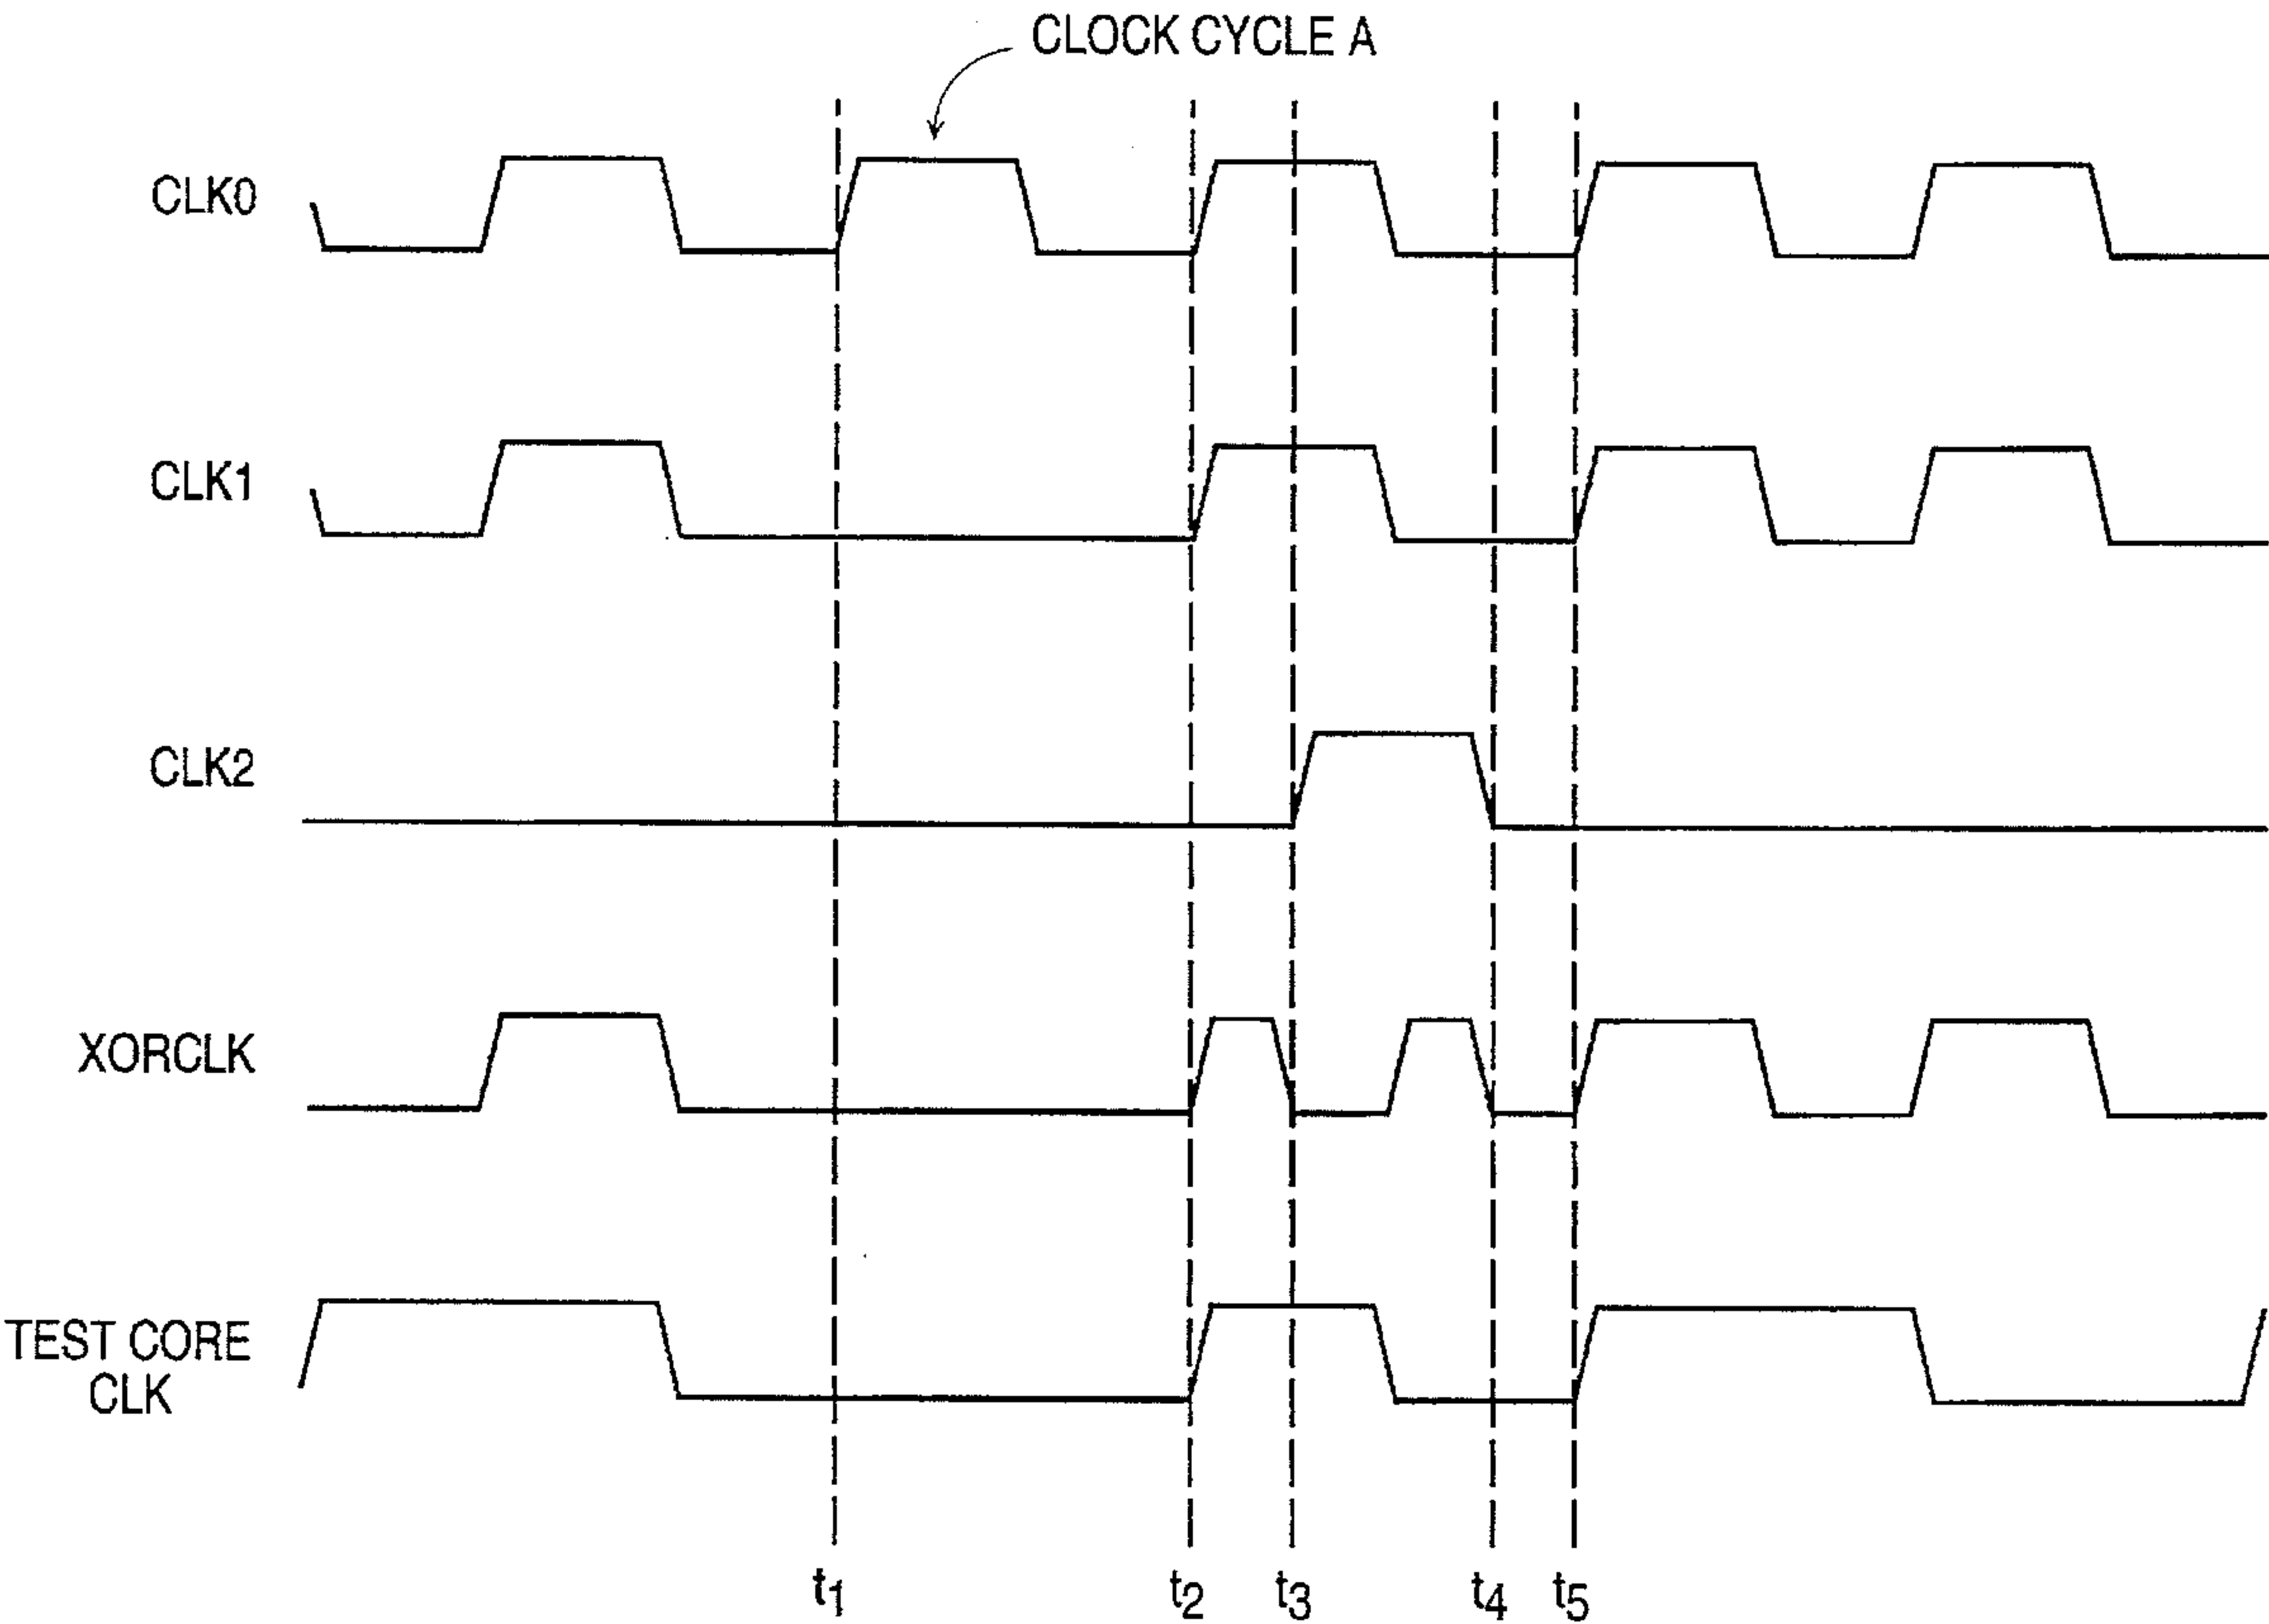 CLOCK CYCLE A
CLK0
CLK1
CLK2
XORCLK
TEST CORE
CLK
t1 t2 t3 t4 t5